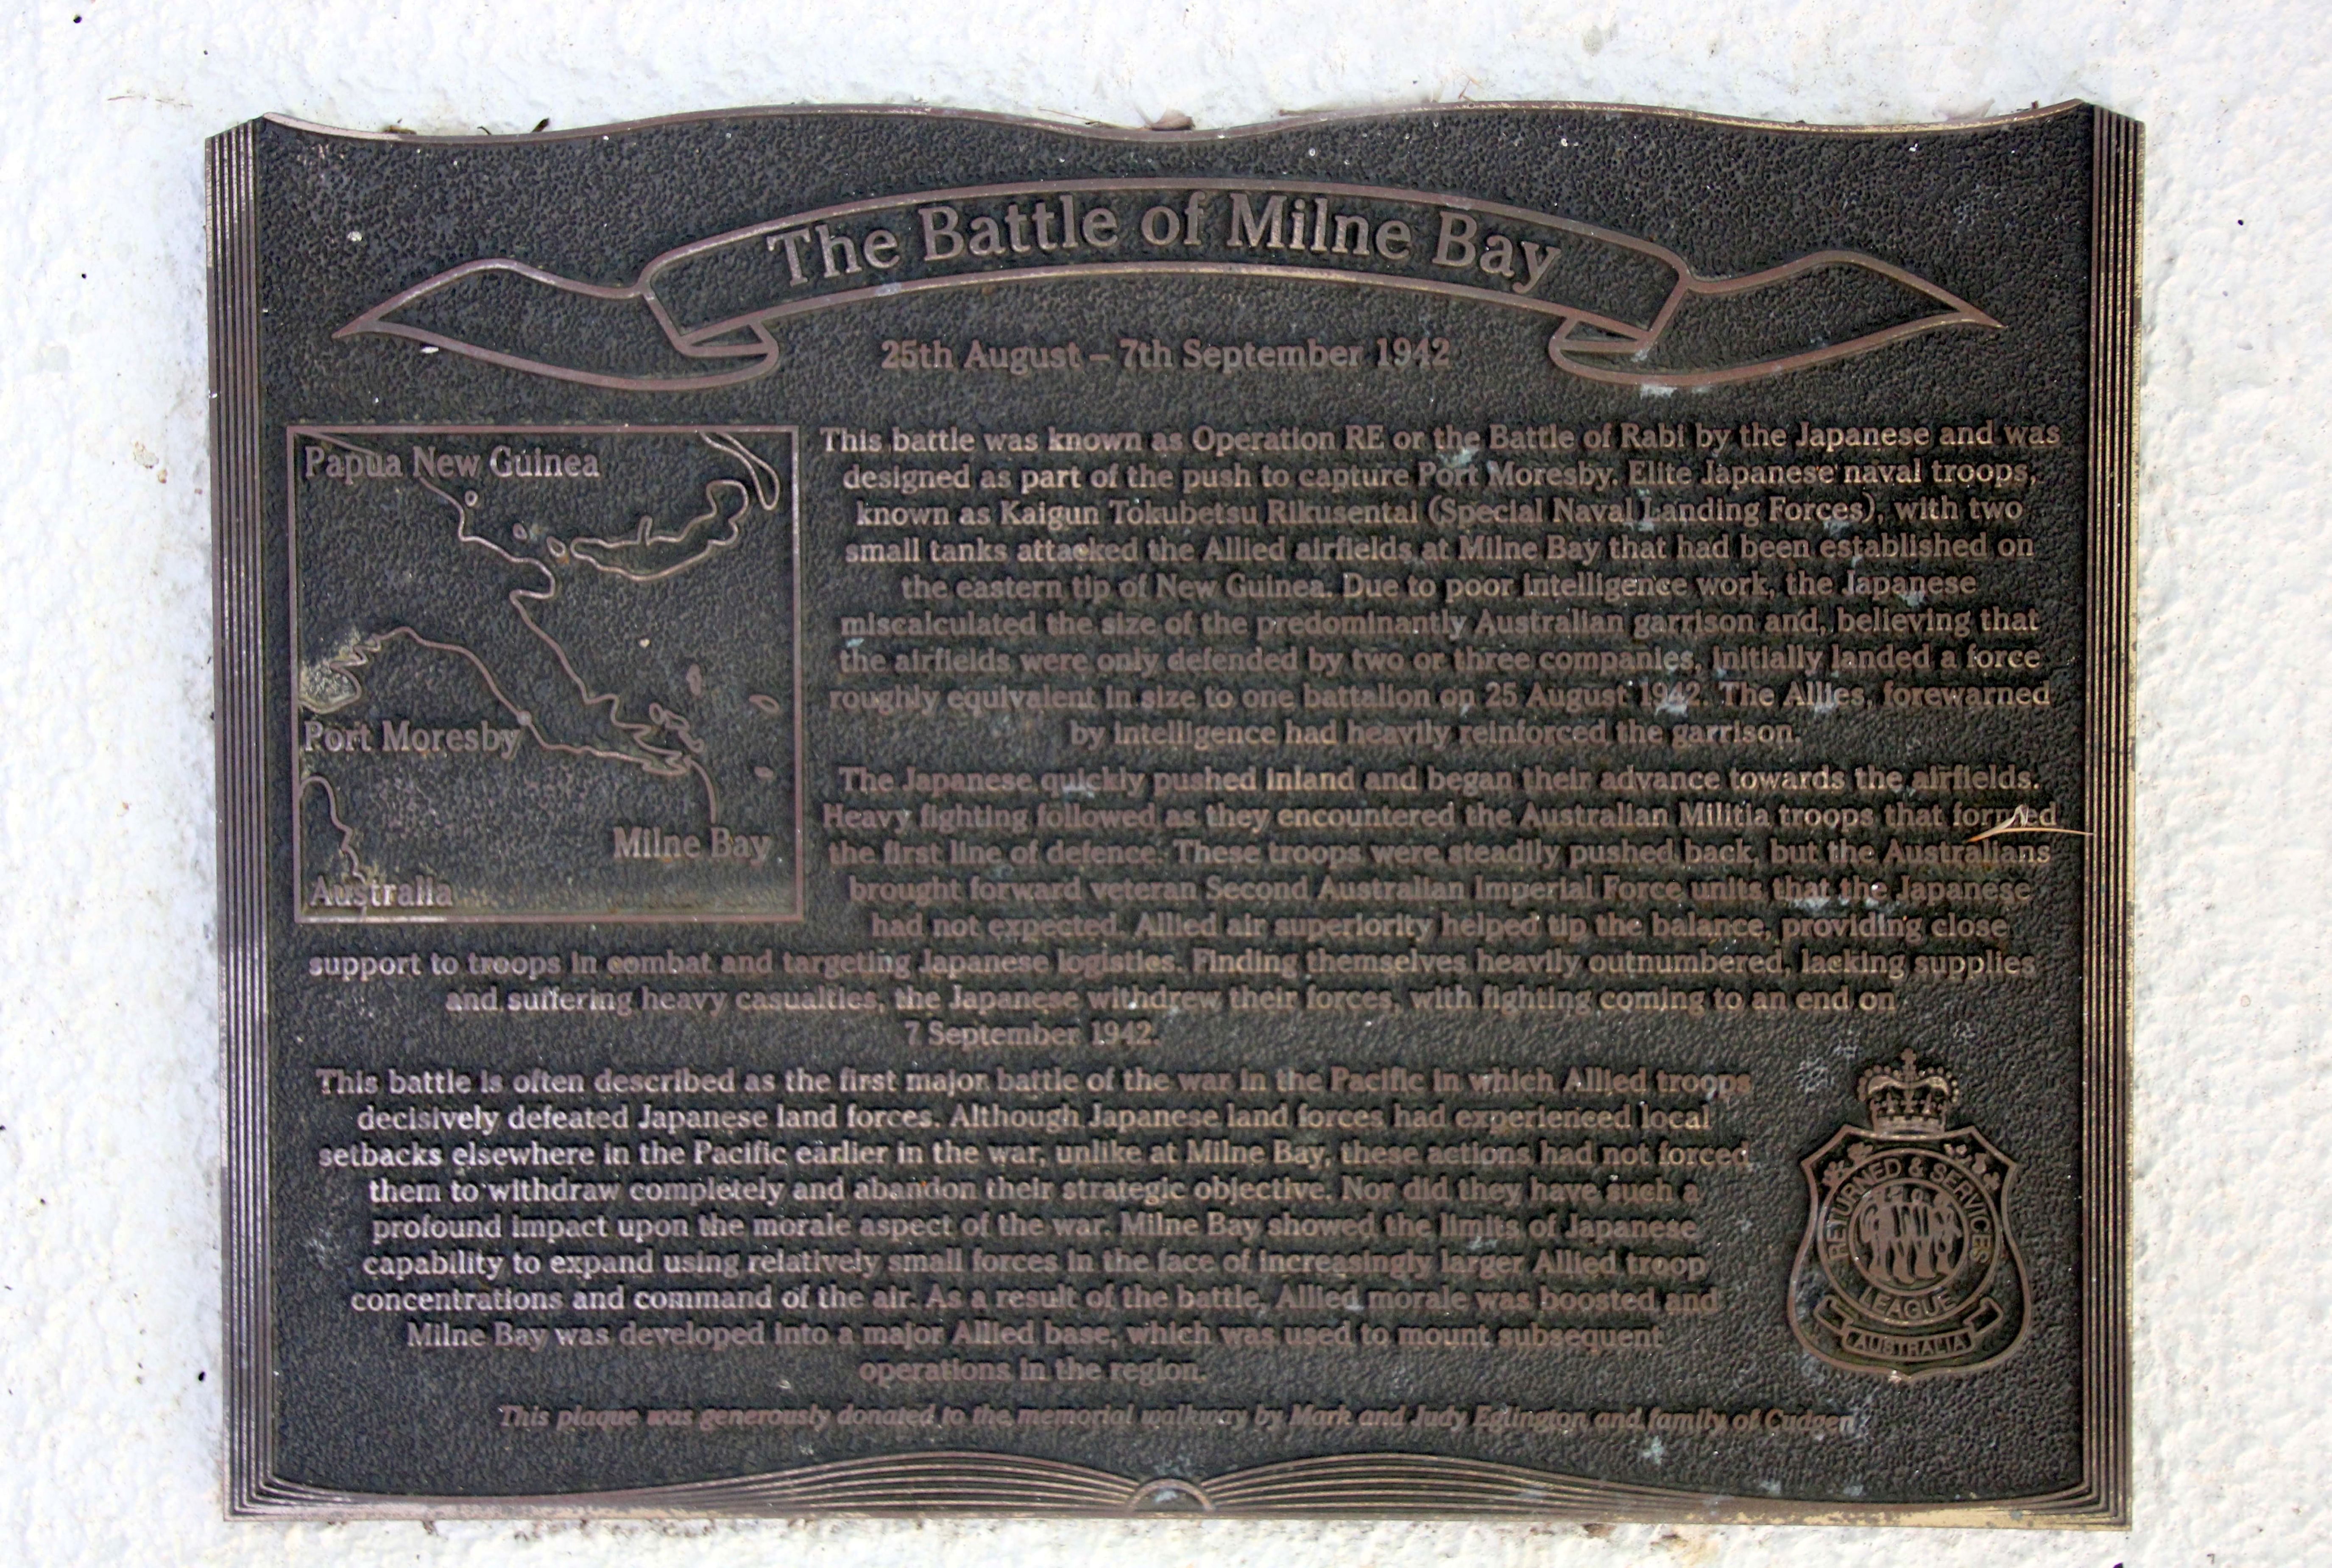 The Battle of Milne Bay
25th August – 7th September 1942
Papua New Guinea
Port Moresby
Milne Bay
Australia
This battle was known as Operation RE or the Battle of Rabi by the Japanese and was
designed as part of the push to capture Port Moresby. Elite Japanese naval troops,
known as Kaigun Tokubetsu Rikusentai (Special Naval Landing Forces), with two
small tanks attacked the Allied airfields at Milne Bay that had been established on
the eastern tip of New Guinea. Due to poor intelligence work, the Japanese
miscalculated the size of the predominantly Australian garrison and, believing that
the airfields were only defended by two or three companies, initially landed a force
roughly equivalent in size to one battalion on 25 August 1942. The Allies, forewarned
by intelligence had heavily reinforced the garrison.
The Japanese quickly pushed inland and began their advance towards the airfields.
Heavy fighting followed as they encountered the Australian Militia troops that formed
the first line of defence. These troops were steadily pushed back, but the Australians
brought forward veteran Second Australian Imperial Force units that the Japanese
had not expected. Allied air superiority helped tip the balance, providing close
support to troops in combat and targeting Japanese logistics. Finding themselves heavily outnumbered, lacking supplies
and suffering heavy casualties, the Japanese withdrew their forces, with fighting coming to an end on
7 September 1942.
This battle is often described as the first major battle of the war in the Pacific in which Allied troops
decisively defeated Japanese land forces. Although Japanese land forces had experienced local
setbacks elsewhere in the Pacific earlier in the war, unlike at Milne Bay, these actions had not forced
them to withdraw completely and abandon their strategic objective. Nor did they have such a
profound impact upon the morale aspect of the war. Milne Bay showed the limits of Japanese
capability to expand using relatively small forces in the face of increasingly larger Allied troop
concentrations and command of the air. As a result of the battle, Allied morale was boosted and
Milne Bay was developed into a major Allied base, which was used to mount subsequent
operations in the region.
RETURNED & SERVICES
LEAGUE
AUSTRALIA
This plaque was generously donated to the memorial walkway by Mark and Judy Eglington and family of Cudgen